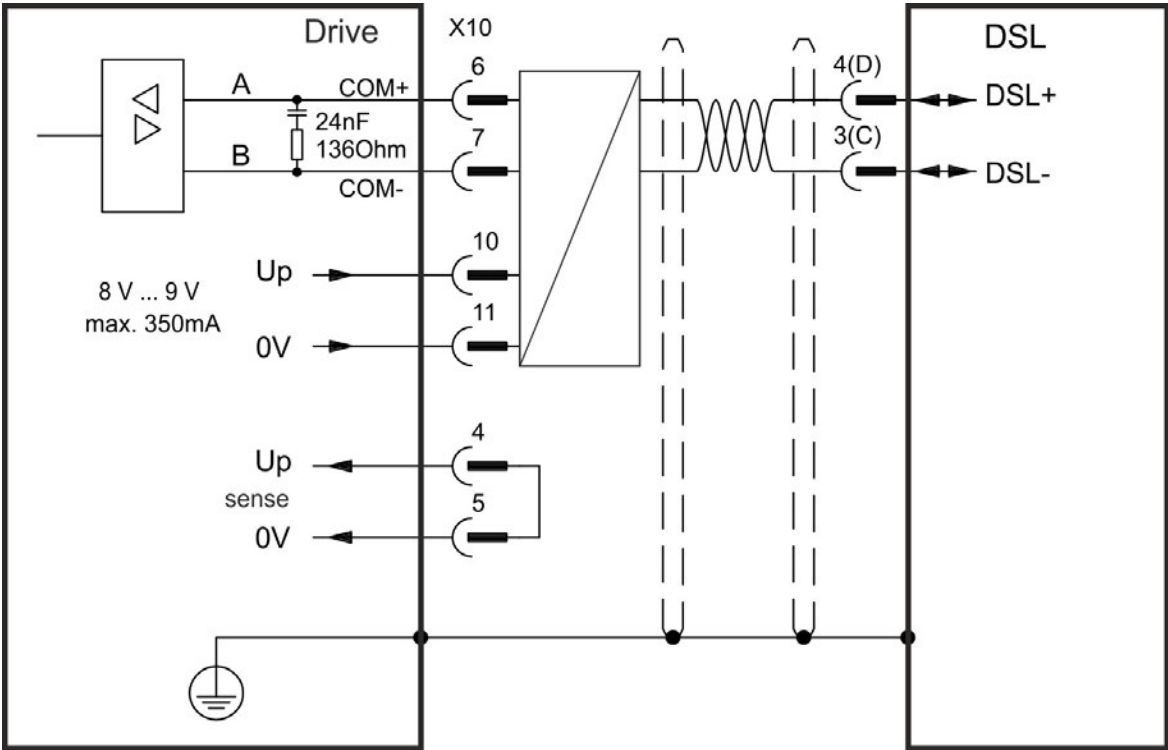 Drive
X10
DSL
6
4(D)
A
COM+
DSL+
24nF
136Ohm
7
3(C)
B
COM-
DSL-
10
Up
8 V ... 9 V
max. 350mA
11
0V
4
Up
sense
5
0V